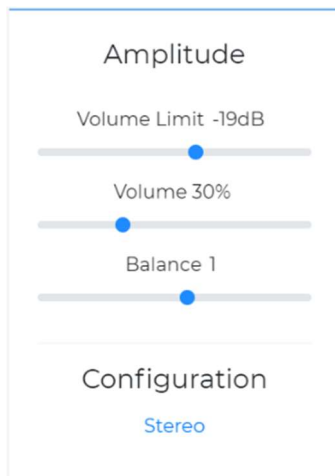 Amplitude
Volume Limit -19dB
Volume 30%
Balance 1
Configuration
Stereo